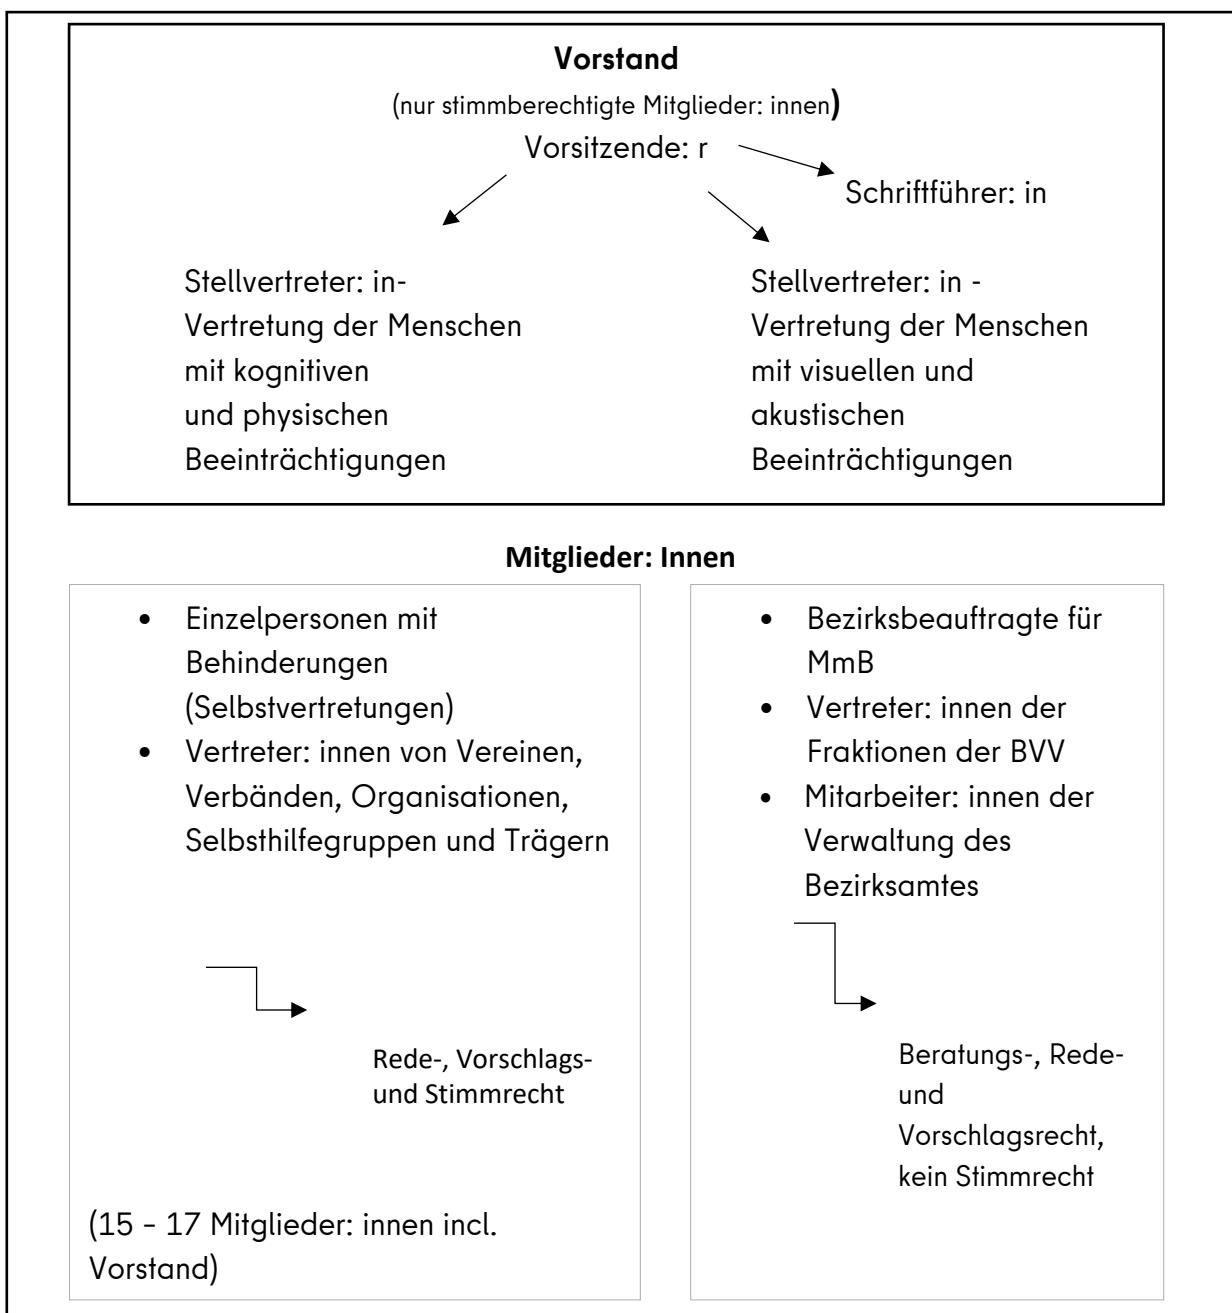 Vorstand
(nur stimmberechtigte Mitglieder: innen)
Vorsitzende: r
Schriftführer: in
Stellvertreter: in-
Vertretung der Menschen
mit kognitiven
und physischen
Beeinträchtigungen
Stellvertreter: in -
Vertretung der Menschen
mit visuellen und
akustischen
Beeinträchtigungen
Mitglieder: Innen
• Einzelpersonen mit
Behinderungen
(Selbstvertretungen)
• Vertreter: innen von Vereinen,
Verbänden, Organisationen,
Selbsthilfegruppen und Trägern
Rede-, Vorschlags-
und Stimmrecht
(15 - 17 Mitglieder: innen incl.
Vorstand)
• Bezirksbeauftragte für
MmB
• Vertreter: innen der
Fraktionen der BVV
• Mitarbeiter: innen der
Verwaltung des
Bezirksamtes
Beratungs-, Rede-
und
Vorschlagsrecht,
kein Stimmrecht